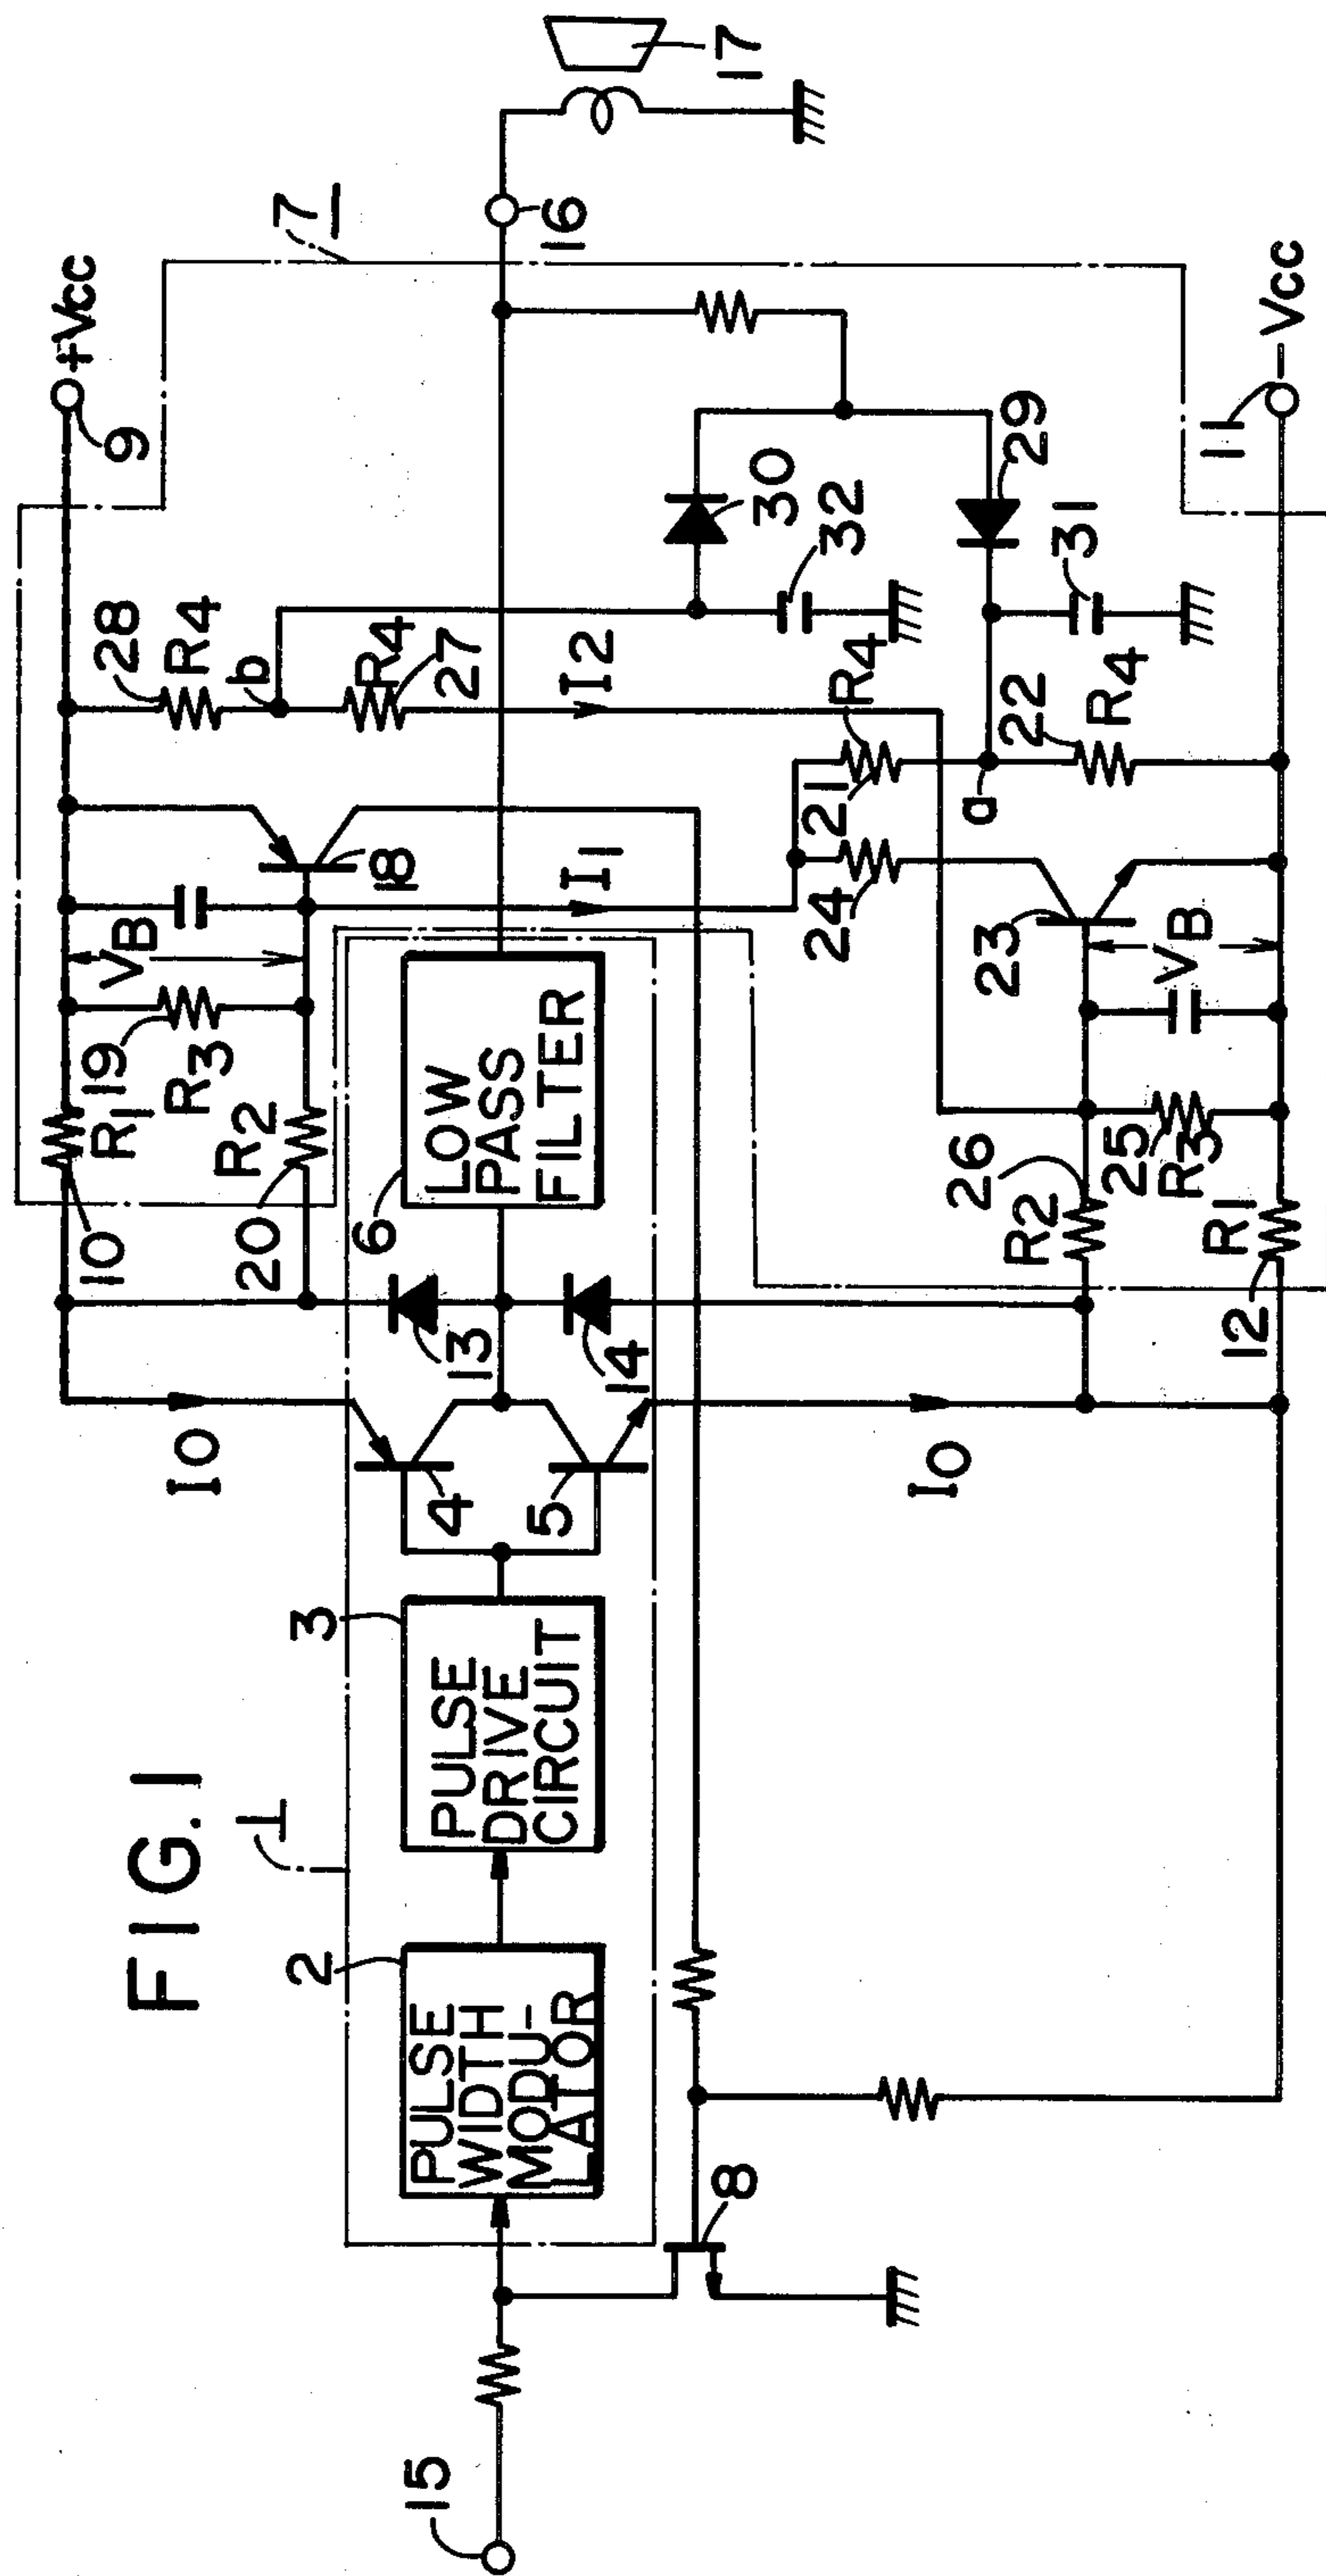 FIG. 1
1
2
PULSE
WIDTH
MODU-
LATOR
3
PULSE
DRIVE
CIRCUIT
4
5
6
LOW
PASS
FILTER
7
8
9
+Vcc
10
R1
11
-Vcc
12
R1
13
14
15
16
17
18
19
R3
20
R2
VB
I1
I2
IO
IO
21
R4
22
R4
a
23
24
25
R3
26
R2
VB
27
R4
28
R4
b
29
30
31
32